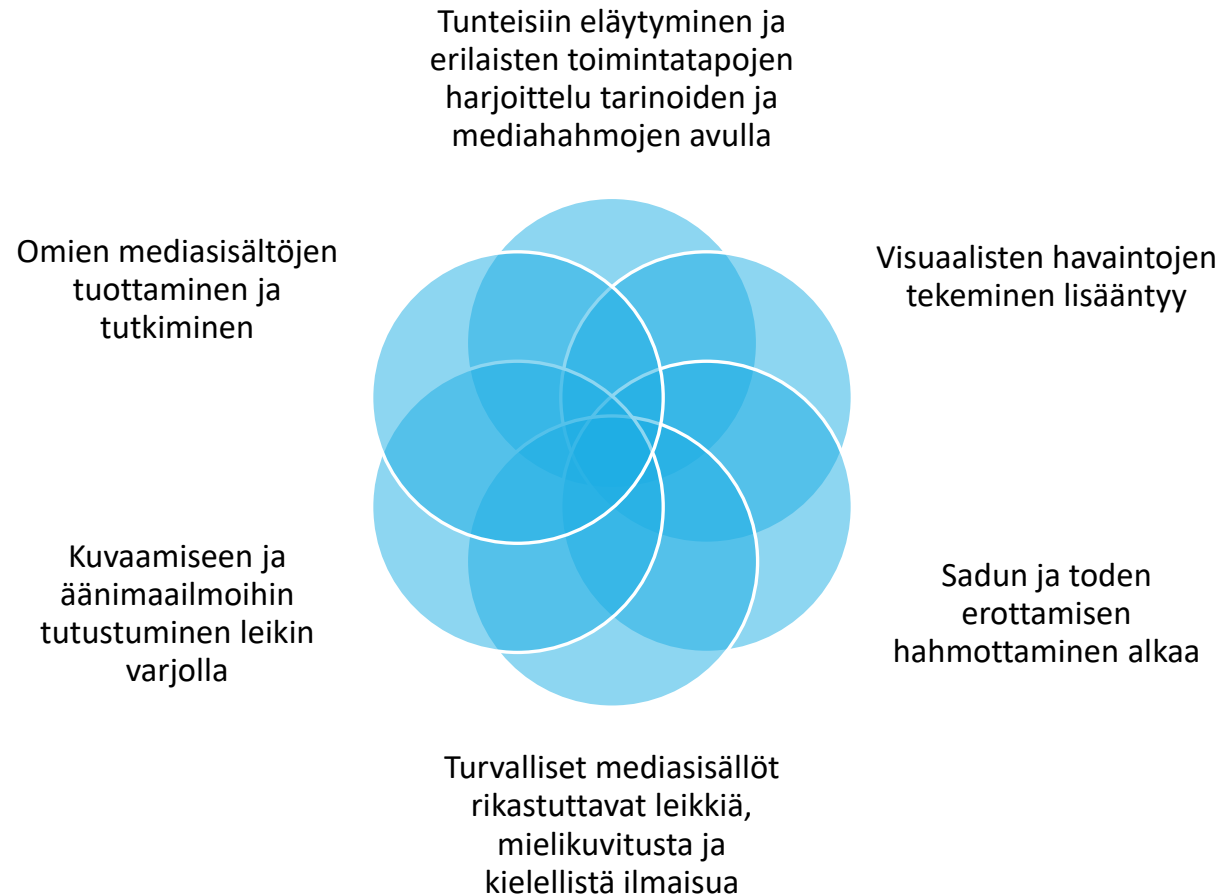 Tunteisiin eläytyminen ja
erilaisten toimintatapojen
harjoittelu tarinoiden ja
mediahahmojen avulla
Visuaalisten havaintojen
tekeminen lisääntyy
Sadun ja toden
erottamisen
hahmottaminen alkaa
Turvalliset mediasisällöt
rikastuttavat leikkiä,
mielikuvitusta ja
kielellistä ilmaisua
Kuvaamiseen ja
äänimaailmoihin
tutustuminen leikin
varjolla
Omien mediasisältöjen
tuottaminen ja
tutkiminen